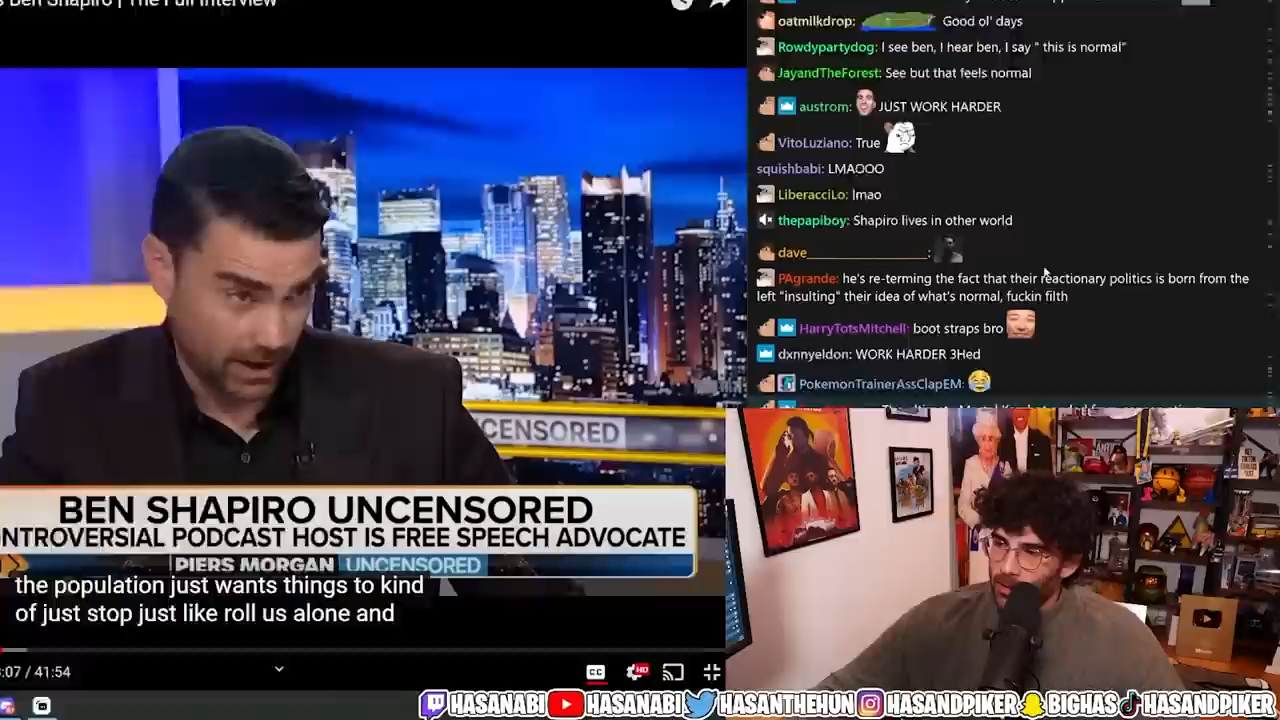 s Ben Shapiro | The Full Interview
CENSORED
BEN SHAPIRO UNCENSORED
NTROVERSIAL PODCAST HOST IS FREE SPEECH ADVOCATE
PIERS MORGAN UNCENSORED
the population just wants things to kind
of just stop just like roll us alone and
:07 / 41:54
CC
HD
oatmilkdrop: Good ol' days
Rowdypartydog: I see ben, I hear ben, I say " this is normal"
JayandTheForest: See but that feels normal
austrom: JUST WORK HARDER
VitoLuziano: True
squishbabi: LMAOOO
LiberacciLo: lmao
thepapiboy: Shapiro lives in other world
dave____________________:
PAgrande: he's re-terming the fact that their reactionary politics is born from the
left "insulting" their idea of what's normal, fuckin filth
HarryTotsMitchell: boot straps bro
dxnnyeldon: WORK HARDER 3Hed
PokemonTrainerAssClapEM:
HASANABI HASANABI HASANTHEHUN HASANDPIKER BIGHAS HASANDPIKER